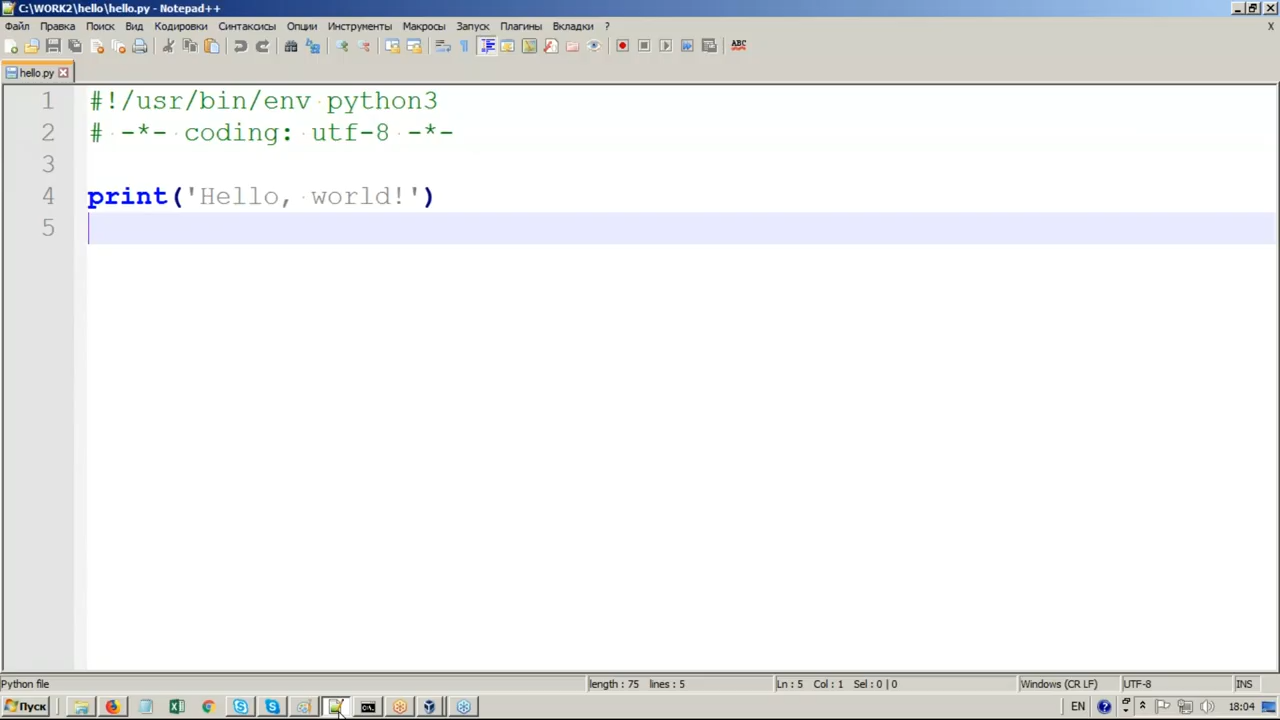 C:\WORK2\hello\hello.py - Notepad++
Файл Правка Поиск Вид Кодировки Синтаксисы Опции Инструменты Макросы Запуск Плагины Вкладки ? X
ABC
hello.py
1 #!/usr/bin/env python3
2 # -*- coding: utf-8 -*-
3
4 print('Hello, world!')
5
Python file length : 75 lines : 5 Ln : 5 Col : 1 Sel : 0 | 0 Windows (CR LF) UTF-8 INS
Пуск EN 18:04